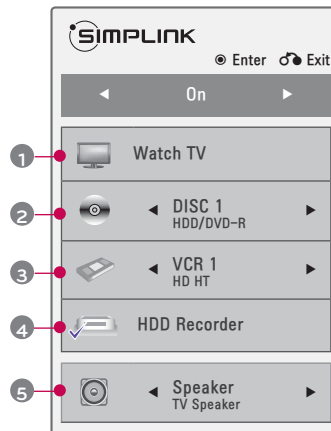 SIMPLINK
Enter Exit
On
1 Watch TV
2 DISC 1
HDD/DVD-R
3 VCR 1
HD HT
4 HDD Recorder
5 Speaker
TV Speaker